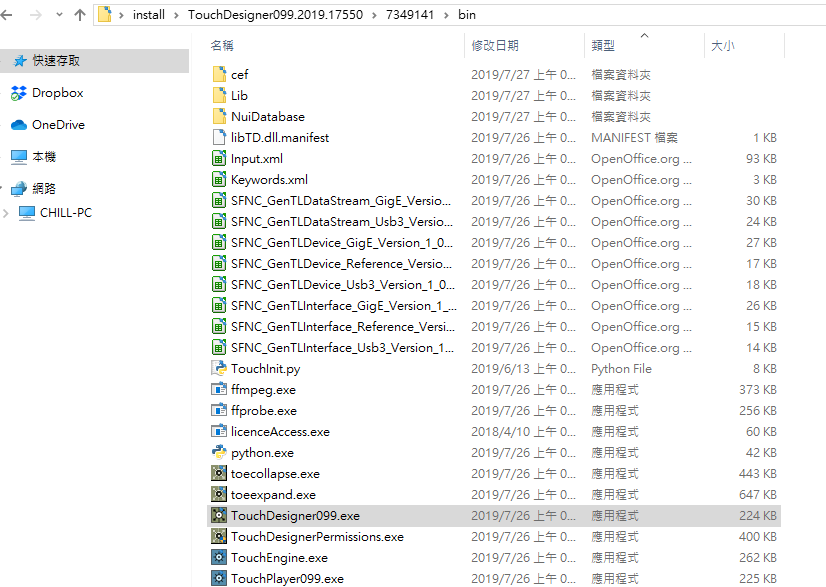 install > TouchDesigner099.2019.17550 > 7349141 > bin
名稱 修改日期 類型 大小
快速存取
Dropbox
OneDrive
本機
網路
CHILL-PC
cef 2019/7/27 上午 0... 檔案資料夾
Lib 2019/7/27 上午 0... 檔案資料夾
NuiDatabase 2019/7/27 上午 0... 檔案資料夾
libTD.dll.manifest 2019/7/26 上午 0... MANIFEST 檔案 1 KB
Input.xml 2019/7/26 上午 0... OpenOffice.org ... 93 KB
Keywords.xml 2019/7/26 上午 0... OpenOffice.org ... 3 KB
SFNC_GenTLDataStream_GigE_Versio... 2019/7/26 上午 0... OpenOffice.org ... 30 KB
SFNC_GenTLDataStream_Usb3_Versio... 2019/7/26 上午 0... OpenOffice.org ... 24 KB
SFNC_GenTLDevice_GigE_Version_1_0... 2019/7/26 上午 0... OpenOffice.org ... 27 KB
SFNC_GenTLDevice_Reference_Versio... 2019/7/26 上午 0... OpenOffice.org ... 17 KB
SFNC_GenTLDevice_Usb3_Version_1_0... 2019/7/26 上午 0... OpenOffice.org ... 18 KB
SFNC_GenTLInterface_GigE_Version_1_... 2019/7/26 上午 0... OpenOffice.org ... 26 KB
SFNC_GenTLInterface_Reference_Versi... 2019/7/26 上午 0... OpenOffice.org ... 15 KB
SFNC_GenTLInterface_Usb3_Version_1... 2019/7/26 上午 0... OpenOffice.org ... 14 KB
TouchInit.py 2019/6/13 上午 0... Python File 8 KB
ffmpeg.exe 2019/7/26 上午 0... 應用程式 373 KB
ffprobe.exe 2019/7/26 上午 0... 應用程式 256 KB
licenceAccess.exe 2018/4/10 上午 0... 應用程式 60 KB
python.exe 2019/7/26 上午 0... 應用程式 42 KB
toecollapse.exe 2019/7/26 上午 0... 應用程式 443 KB
toeexpand.exe 2019/7/26 上午 0... 應用程式 647 KB
TouchDesigner099.exe 2019/7/26 上午 0... 應用程式 224 KB
TouchDesignerPermissions.exe 2019/7/26 上午 0... 應用程式 400 KB
TouchEngine.exe 2019/7/26 上午 0... 應用程式 262 KB
TouchPlayer099.exe 2019/7/26 上午 0... 應用程式 225 KB